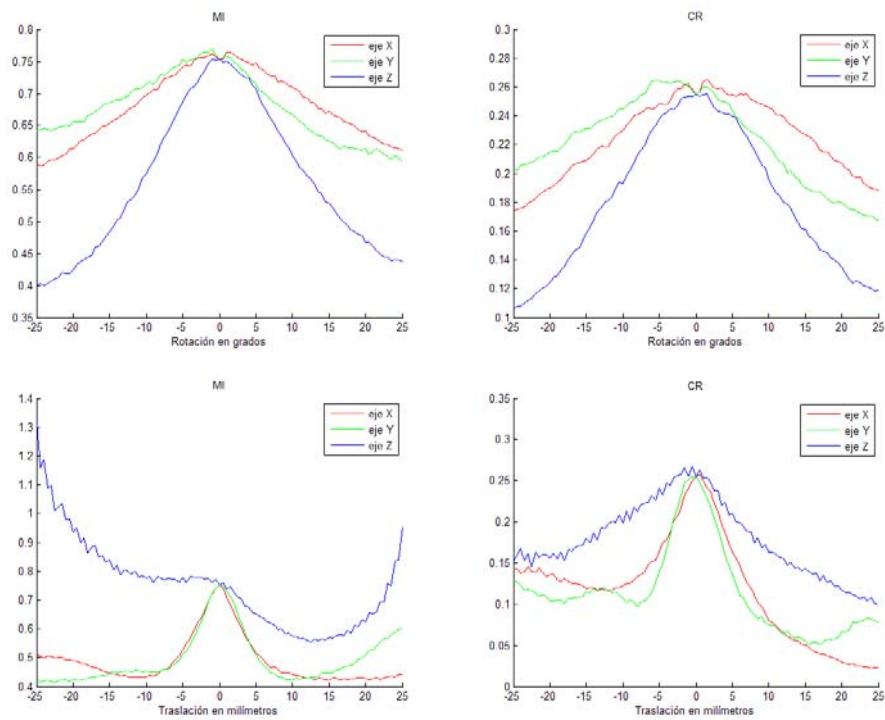 MI
0.8
0.75
0.7
0.65
0.6
0.55
0.5
0.45
0.4
0.35
eje X
eje Y
eje Z
-25 -20 -15 -10 -5 0 5 10 15 20 25
Rotación en grados
CR
0.3
0.28
0.26
0.24
0.22
0.2
0.18
0.16
0.14
0.12
0.1
eje X
eje Y
eje Z
-25 -20 -15 -10 -5 0 5 10 15 20 25
Rotación en grados
MI
1.4
1.3
1.2
1.1
1
0.9
0.8
0.7
0.6
0.5
0.4
eje X
eje Y
eje Z
-25 -20 -15 -10 -5 0 5 10 15 20 25
Traslación en milímetros
CR
0.35
0.3
0.25
0.2
0.15
0.1
0.05
0
eje X
eje Y
eje Z
-25 -20 -15 -10 -5 0 5 10 15 20 25
Traslación en milímetros